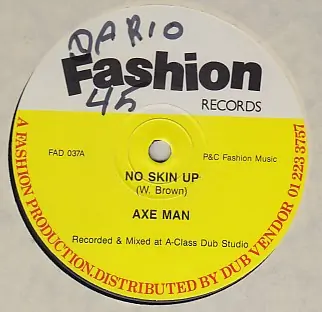 DARIO
Fashion
45
RECORDS
FAD 037A
P&C Fashion Music
NO SKIN UP
(W. Brown)
AXE MAN
Recorded & Mixed at A-Class Dub Studio
A FASHION PRODUCTION. DISTRIBUTED BY DUB VENDOR 01 223 3757